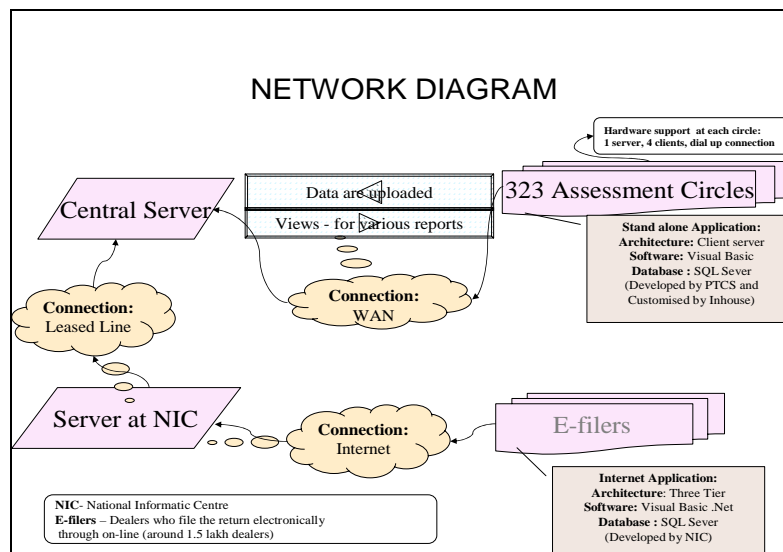 NETWORK DIAGRAM
Hardware support at each circle:
1 server, 4 clients, dial up connection
323 Assessment Circles
Data are uploaded
Views - for various reports
Central Server
Stand alone Application:
Architecture: Client server
Software: Visual Basic
Database : SQL Sever
(Developed by PTCS and
Customised by Inhouse)
Connection:
WAN
Connection:
Leased Line
Server at NIC
Connection:
Internet
E-filers
Internet Application:
Architecture: Three Tier
Software: Visual Basic .Net
Database : SQL Sever
(Developed by NIC)
NIC- National Informatic Centre
E-filers – Dealers who file the return electronically
through on-line (around 1.5 lakh dealers)